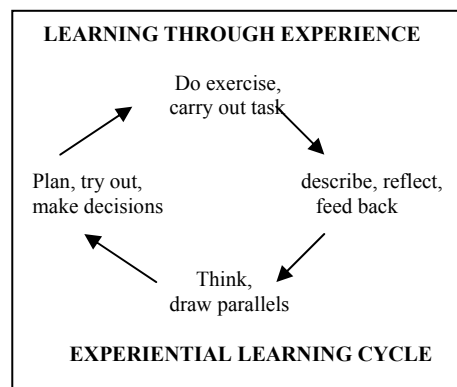 LEARNING THROUGH EXPERIENCE
Do exercise,
carry out task
Plan, try out,
make decisions
describe, reflect,
feed back
Think,
draw parallels
EXPERIENTIAL LEARNING CYCLE